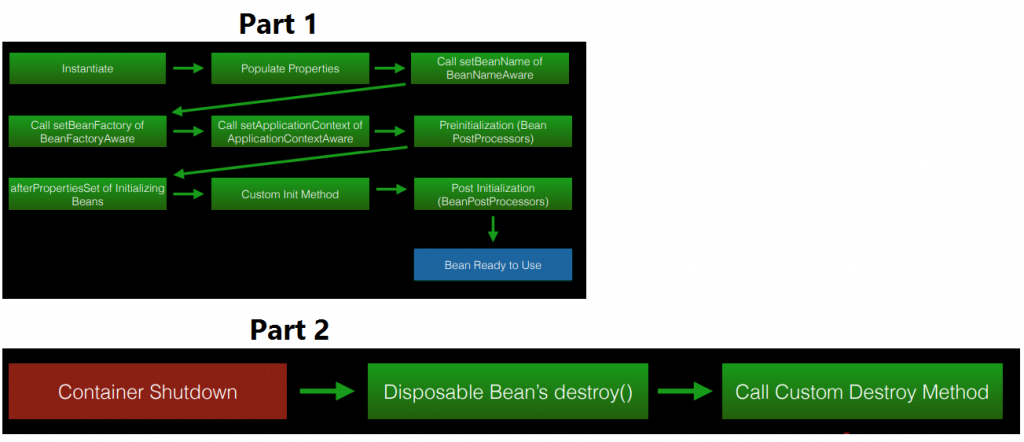 Part 1
Instantiate
Populate Properties
Call setBeanName of
BeanNameAware
Call setBeanFactory of
BeanFactoryAware
Call setApplicationContext of
ApplicationContextAware
Preinitialization (Bean
PostProcessors)
afterPropertiesSet of Initializing
Beans
Custom Init Method
Post Initialization
(BeanPostProcessors)
Bean Ready to Use
Part 2
Container Shutdown
Disposable Bean's destroy()
Call Custom Destroy Method